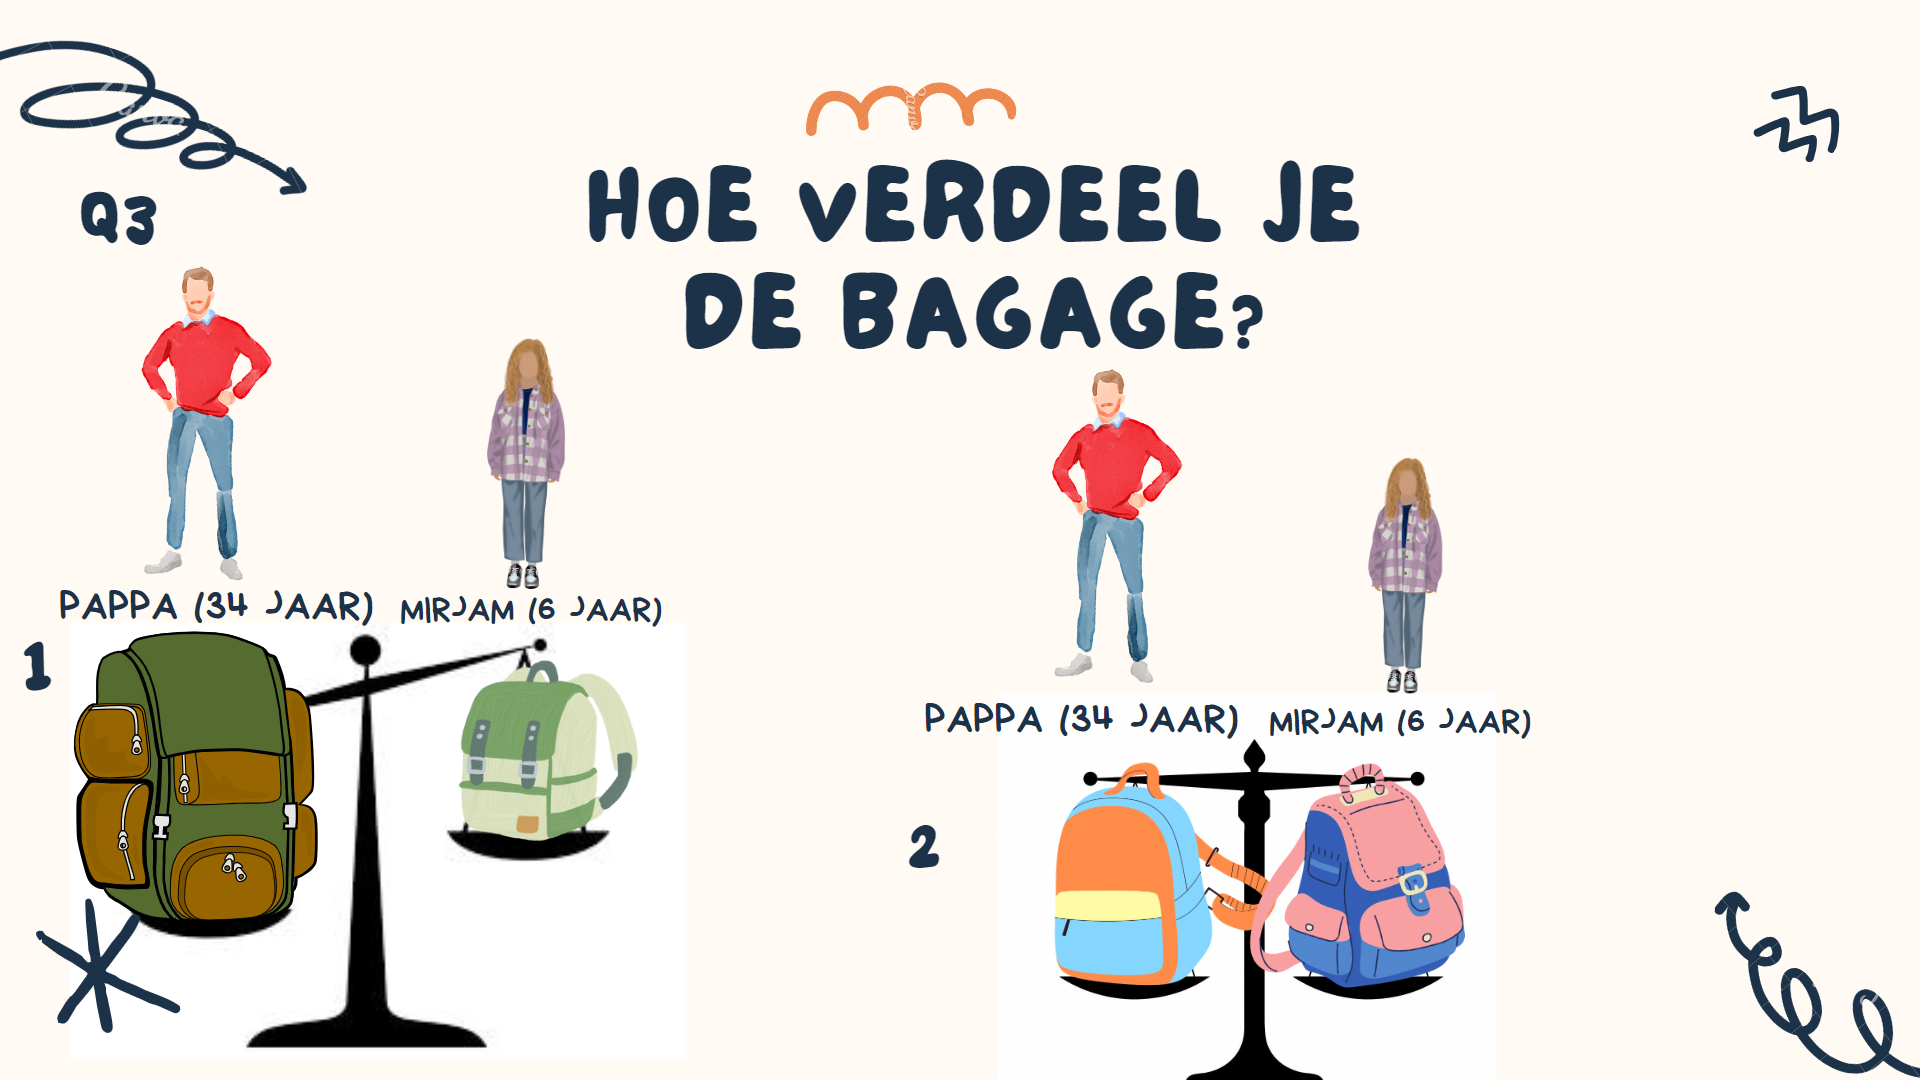 Q3
HOE VERDEEL JE
DE BAGAGE?
PAPPA (34 JAAR)
MIRJAM (6 JAAR)
1
PAPPA (34 JAAR)
MIRJAM (6 JAAR)
2